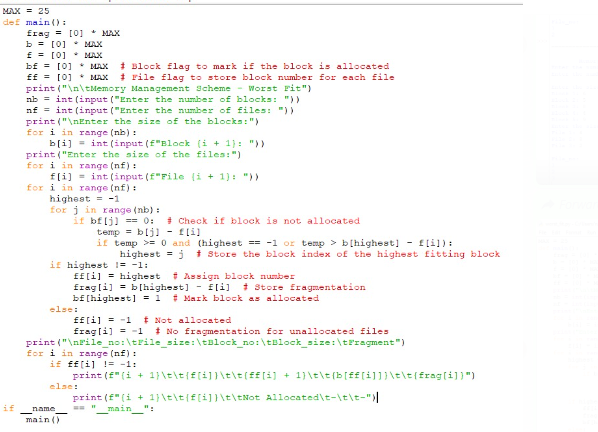 MAX = 25
def main():
    frag = [0] * MAX
    b = [0] * MAX
    f = [0] * MAX
    bf = [0] * MAX  # Block flag to mark if the block is allocated
    ff = [0] * MAX  # File flag to store block number for each file
    print("\n\tMemory Management Scheme - Worst Fit")
    nb = int(input("Enter the number of blocks: "))
    nf = int(input("Enter the number of files: "))
    print("\nEnter the size of the blocks:")
    for i in range(nb):
        b[i] = int(input(f"Block {i + 1}: "))
    print("Enter the size of the files:")
    for i in range(nf):
        f[i] = int(input(f"File {i + 1}: "))
    for i in range(nf):
        highest = -1
        for j in range(nb):
            if bf[j] == 0:  # Check if block is not allocated
                temp = b[j] - f[i]
                if temp >= 0 and (highest == -1 or temp > b[highest] - f[i]):
                    highest = j  # Store the block index of the highest fitting block
        if highest != -1:
            ff[i] = highest  # Assign block number
            frag[i] = b[highest] - f[i]  # Store fragmentation
            bf[highest] = 1  # Mark block as allocated
        else:
            ff[i] = -1  # Not allocated
            frag[i] = -1  # No fragmentation for unallocated files
    print("\nFile_no:\tFile_size:\tBlock_no:\tBlock_size:\tFragment")
    for i in range(nf):
        if ff[i] != -1:
            print(f"{i + 1}\t\t{f[i]}\t\t{ff[i] + 1}\t\t{b[ff[i]]}\t\t{frag[i]}")
        else:
            print(f"{i + 1}\t\t{f[i]}\t\tNot Allocated\t-\t\t-")
if __name__ == "__main__":
    main()